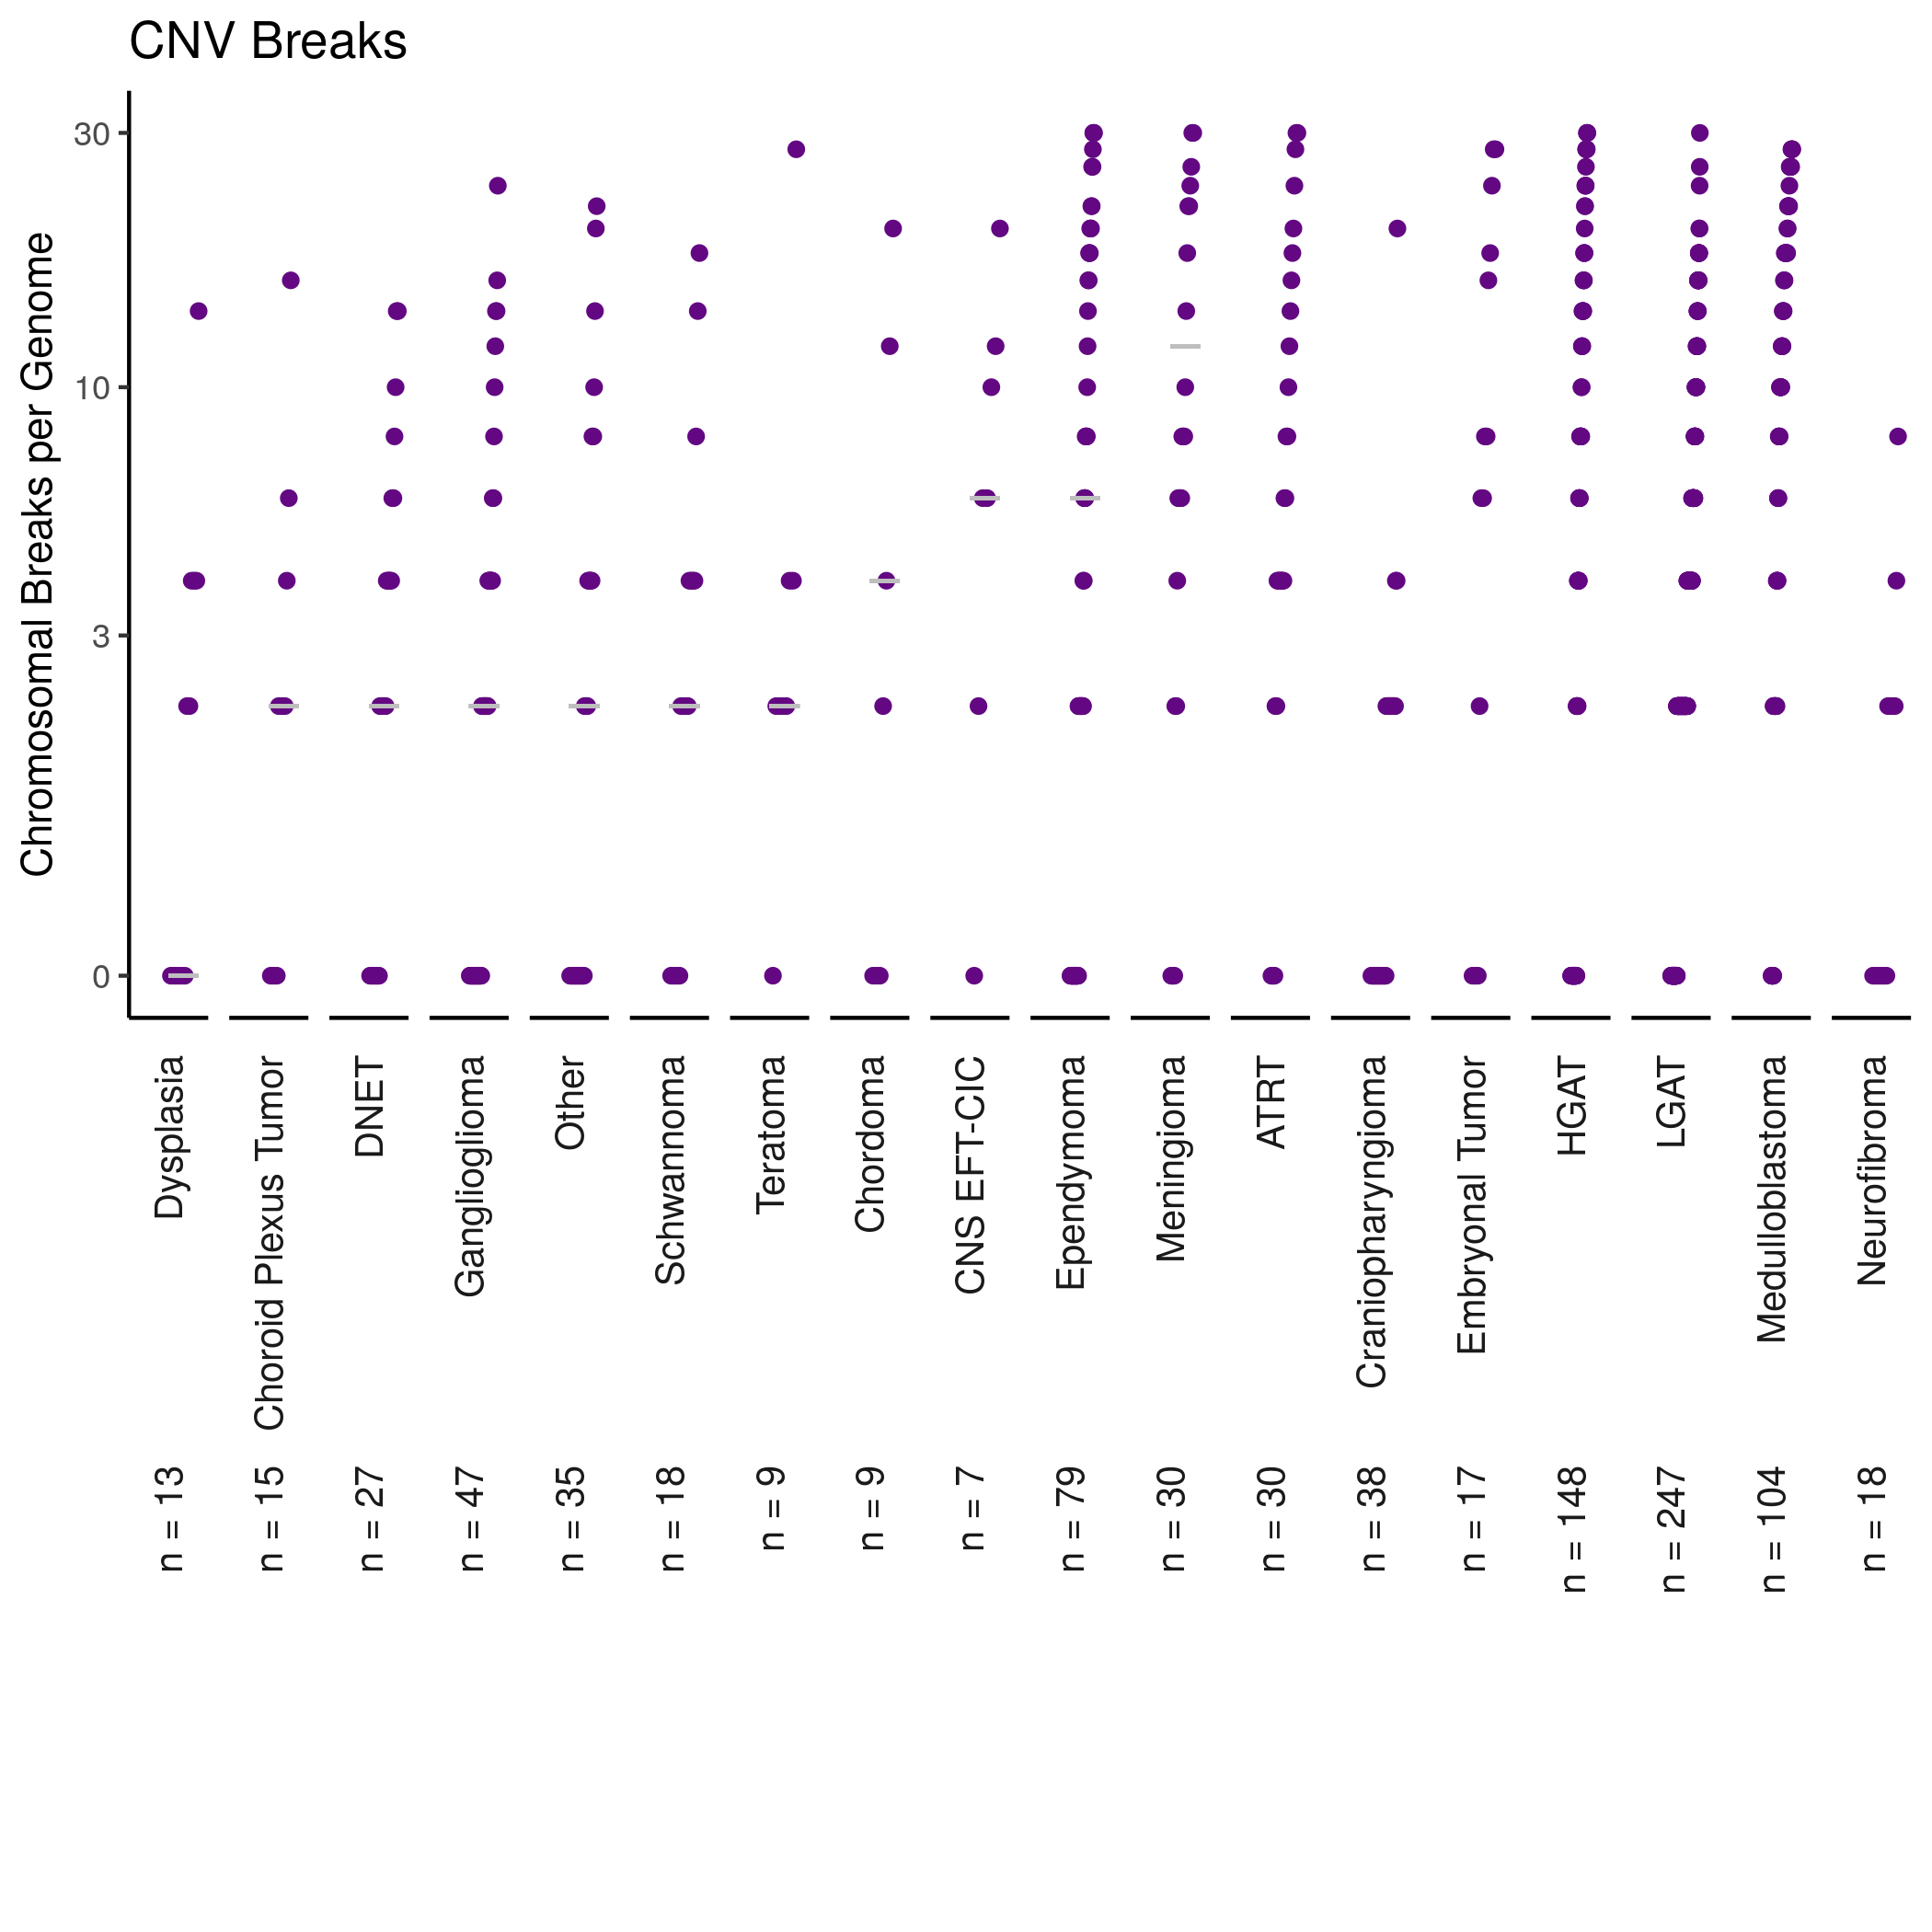 CNV Breaks
Chromosomal Breaks per Genome
30
10
3
0
Dysplasia
Choroid Plexus Tumor
DNET
Ganglioglioma
Other
Schwannoma
Teratoma
Chordoma
CNS EFT-CIC
Ependymoma
Meningioma
ATRT
Craniopharyngioma
Embryonal Tumor
HGAT
LGAT
Medulloblastoma
Neurofibroma
n = 13
n = 15
n = 27
n = 47
n = 35
n = 18
n = 9
n = 9
n = 7
n = 79
n = 30
n = 30
n = 38
n = 17
n = 148
n = 247
n = 104
n = 18